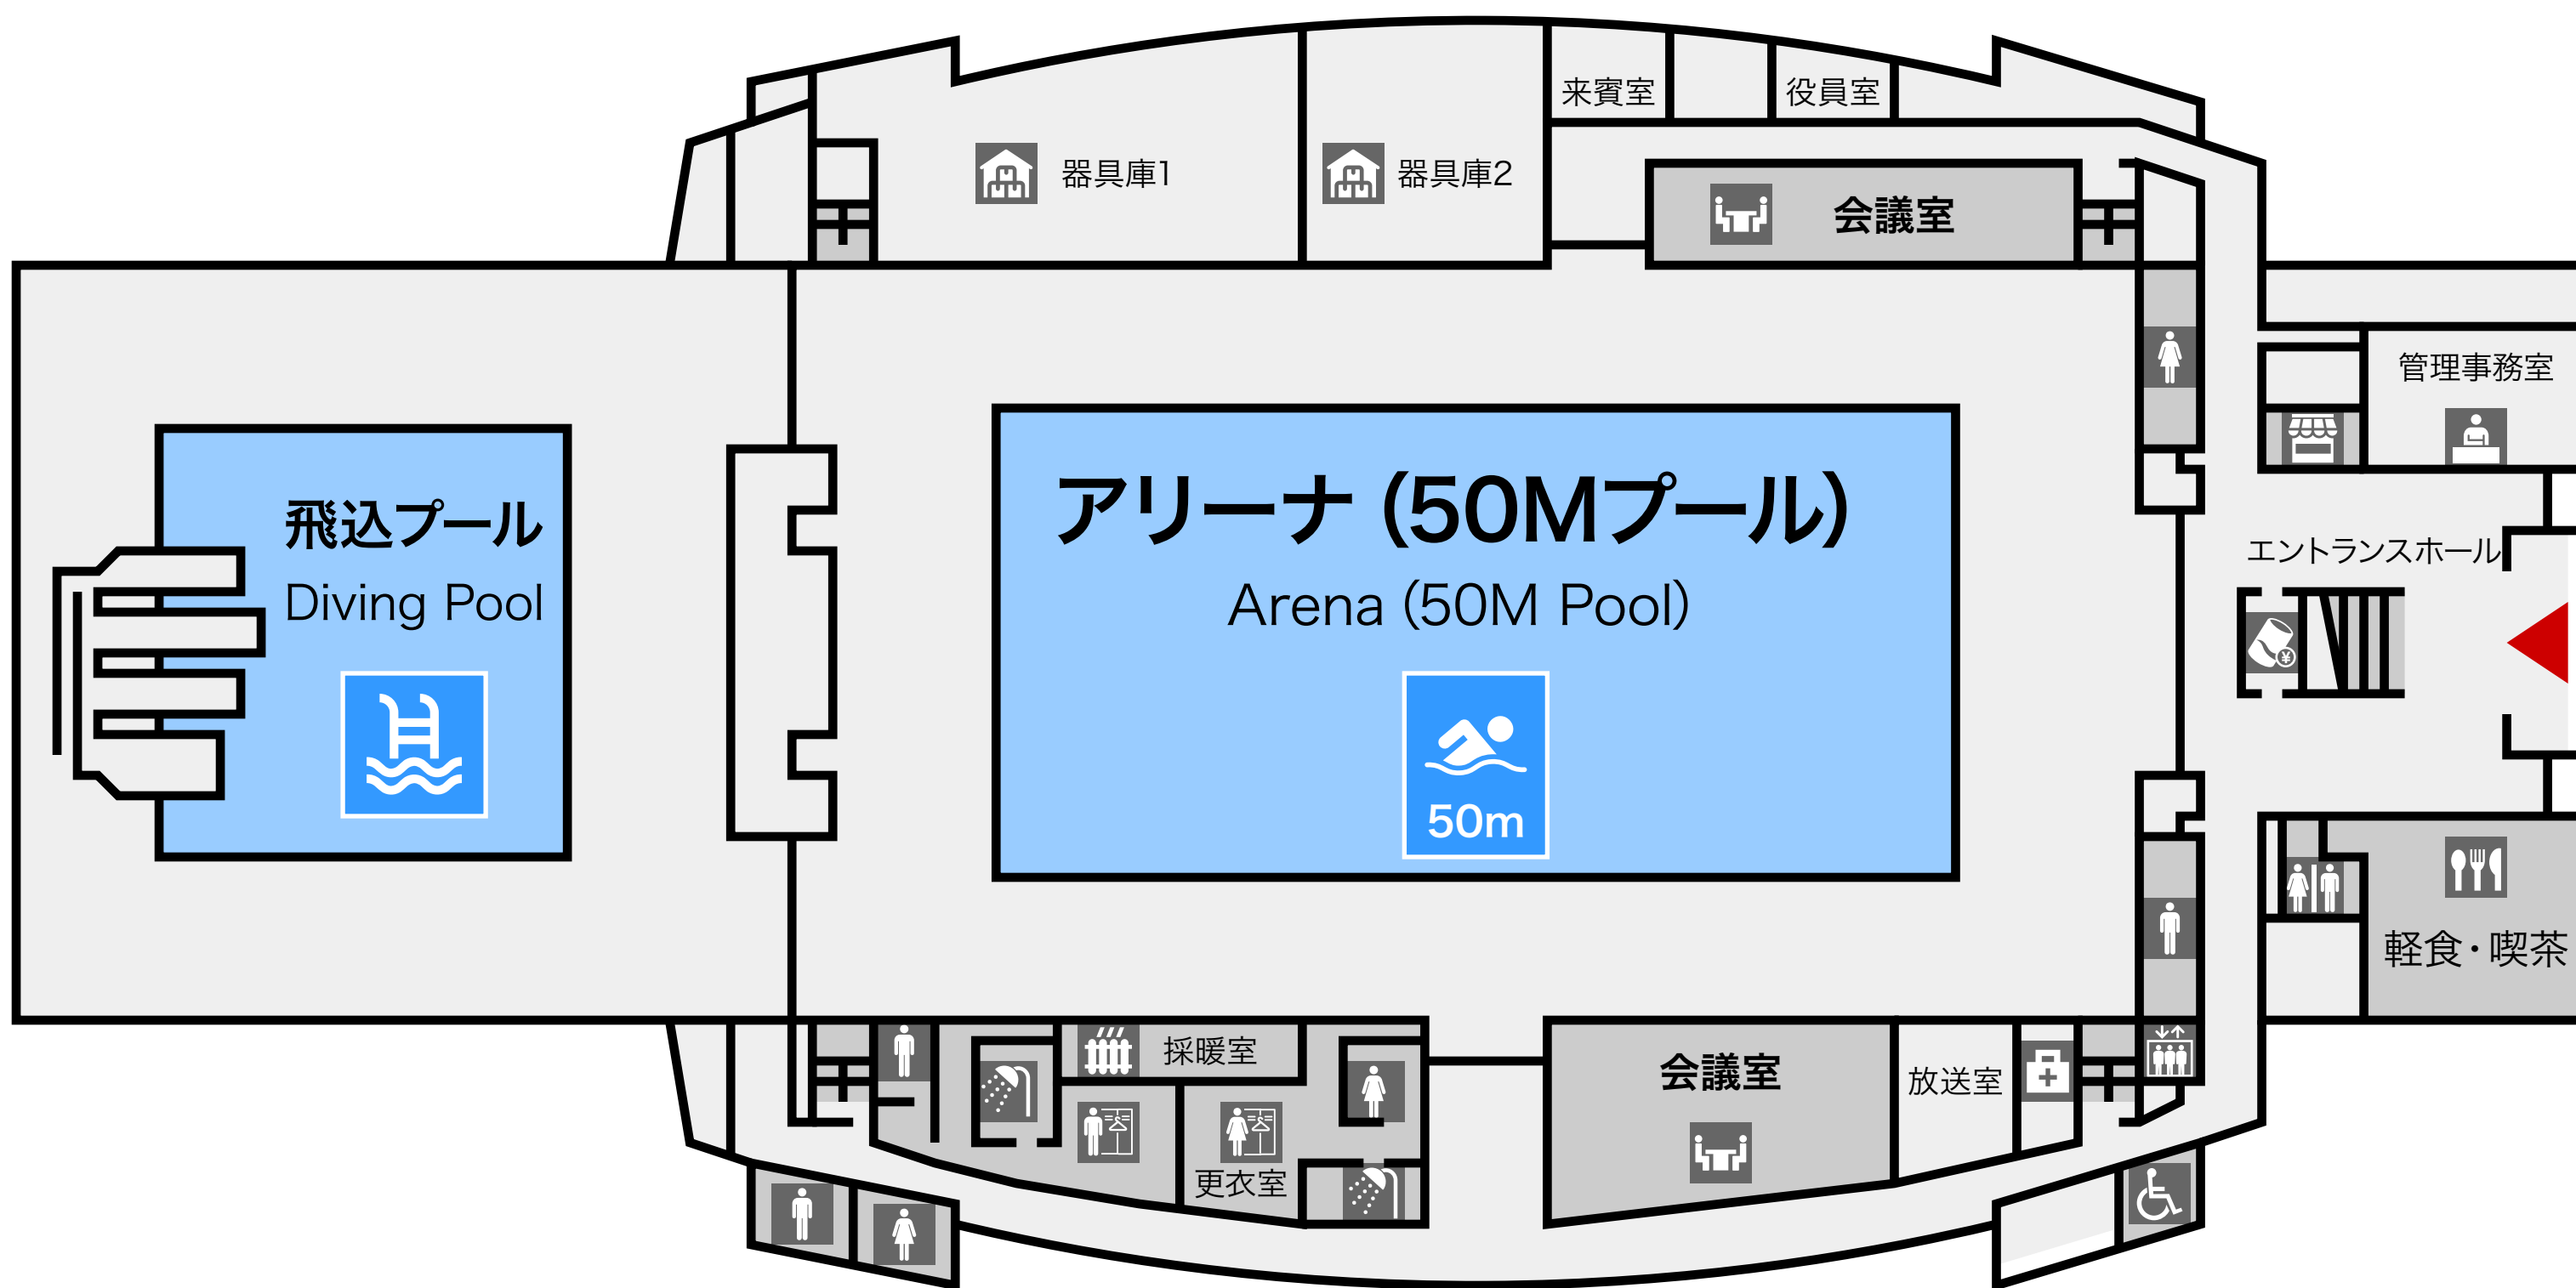 来賓室
役員室
器具庫1
器具庫2
会議室
管理事務室
飛込プール
Diving Pool
アリーナ (50Mプール)
Arena (50M Pool)
50m
エントランスホール
¥
軽食・喫茶
採暖室
更衣室
会議室
放送室